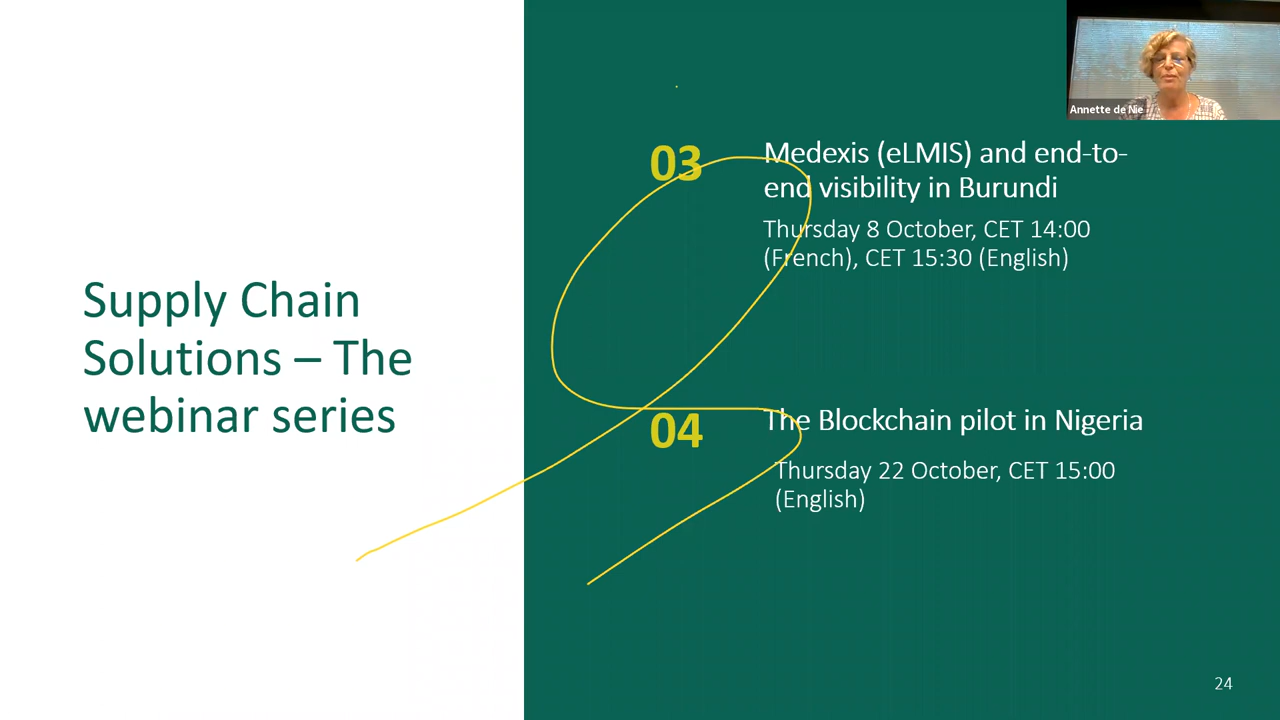 Annette de Nie
03
Medexis (eLMIS) and end-to-
end visibility in Burundi
Thursday 8 October, CET 14:00
(French), CET 15:30 (English)
Supply Chain
Solutions – The
webinar series
04
The Blockchain pilot in Nigeria
Thursday 22 October, CET 15:00
(English)
24